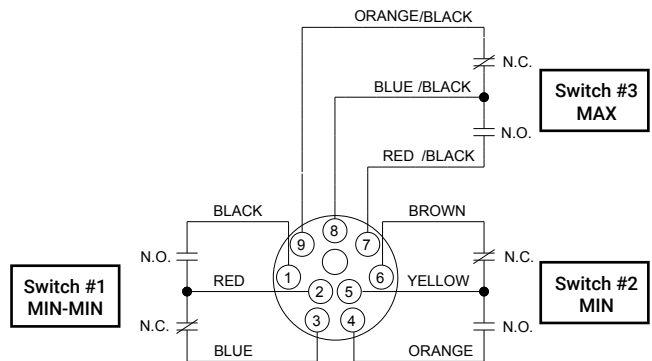 ORANGE/BLACK
N.C.
BLUE /BLACK
Switch #3
MAX
N.O.
RED /BLACK
BLACK
BROWN
8
9
7
N.O.
N.C.
1
6
Switch #1
MIN-MIN
RED
2
5
YELLOW
Switch #2
MIN
N.C.
3
4
N.O.
BLUE
ORANGE